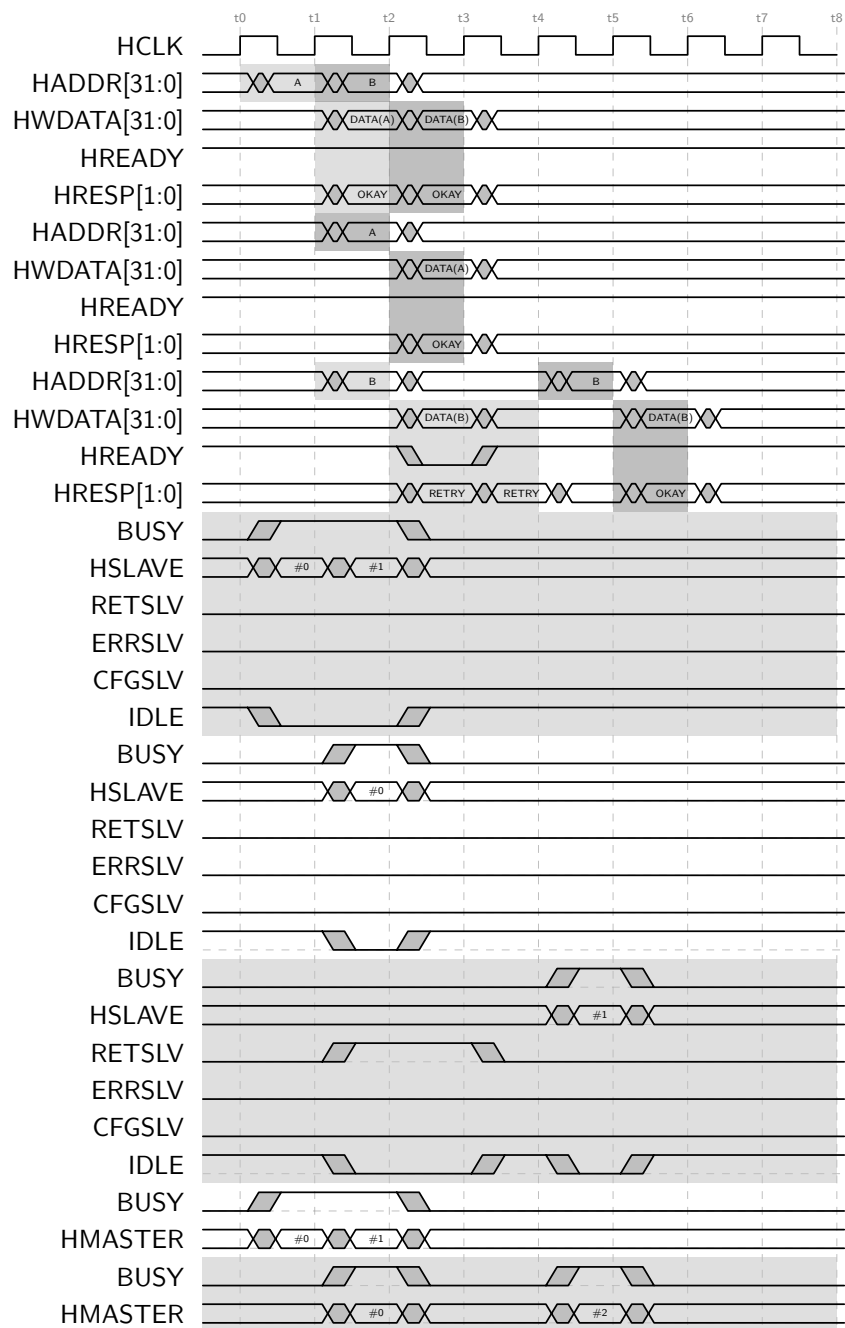 t0 t1 t2 t3 t4 t5 t6 t7 t8
HCLK
HADDR[31:0] A B
HWDATA[31:0] DATA(A) DATA(B)
HREADY
HRESP[1:0] OKAY OKAY
HADDR[31:0] A
HWDATA[31:0] DATA(A)
HREADY
HRESP[1:0] OKAY
HADDR[31:0] B B
HWDATA[31:0] DATA(B) DATA(B)
HREADY
HRESP[1:0] RETRY RETRY OKAY
BUSY
HSLAVE #0 #1
RETSLV
ERRSLV
CFGSLV
IDLE
BUSY
HSLAVE #0
RETSLV
ERRSLV
CFGSLV
IDLE
BUSY
HSLAVE #1
RETSLV
ERRSLV
CFGSLV
IDLE
BUSY
HMASTER #0 #1
BUSY
HMASTER #0 #2